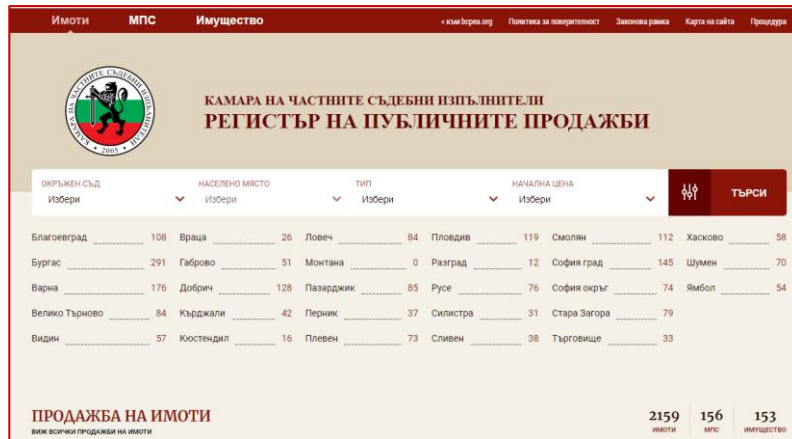 Имоти МПС Имущество < към bcpea.org Политика за поверителност Законова рамка Карта на сайта Процедура
КАМАРА НА ЧАСТНИТЕ СЪДЕБНИ ИЗПЪЛНИТЕЛИ
• 2005 •
КАМАРА НА ЧАСТНИТЕ СЪДЕБНИ ИЗПЪЛНИТЕЛИ
РЕГИСТЪР НА ПУБЛИЧНИТЕ ПРОДАЖБИ
ОКРЪЖЕН СЪД НАСЕЛЕНО МЯСТО ТИП НАЧАЛНА ЦЕНА
Избери Избери Избери Избери ТЪРСИ
Благоевград 108 Враца 26 Ловеч 84 Пловдив 119 Смолян 112 Хасково 58
Бургас 291 Габрово 51 Монтана 0 Разград 12 София град 145 Шумен 70
Варна 176 Добрич 128 Пазарджик 85 Русе 76 София окръг 74 Ямбол 54
Велико Търново 84 Кърджали 42 Перник 37 Силистра 31 Стара Загора 79
Видин 57 Кюстендил 16 Плевен 73 Сливен 38 Търговище 33
ПРОДАЖБА НА ИМОТИ 2159 156 153
ВИЖ ВСИЧКИ ПРОДАЖБИ НА ИМОТИ ИМОТИ МПС ИМУЩЕСТВО